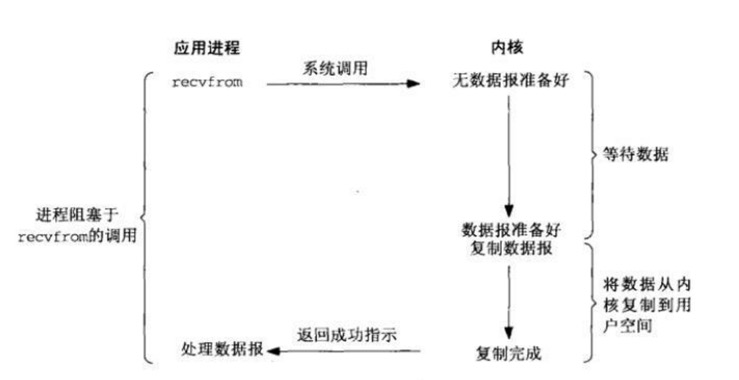 应用进程
内核
系统调用
recvfrom
无数据报准备好
等待数据
进程阻塞于
recvfrom的调用
数据报准备好
复制数据报
将数据从内
核复制到用
户空间
返回成功指示
处理数据报
复制完成